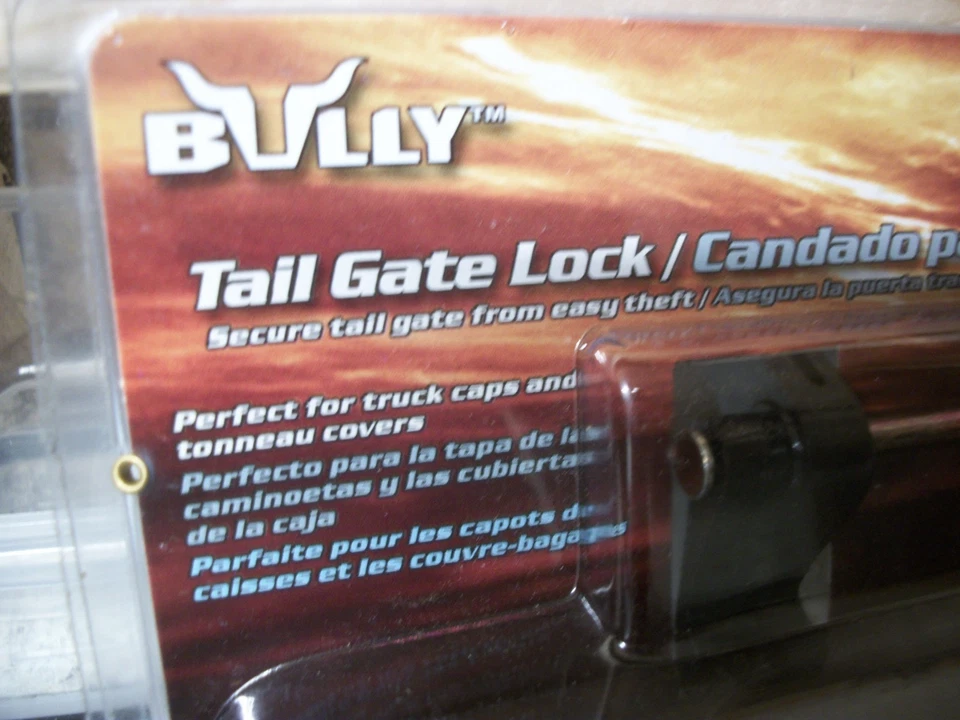 BULLY™
Tail Gate Lock / Candado
Secure tail gate from easy theft / Asegura la puerta
Perfect for truck caps and
tonneau covers
Perfecto para la tapa de
caminoetas y las cubiertas
de la caja
Parfaite pour les capots
caisses et les couvre-bagages